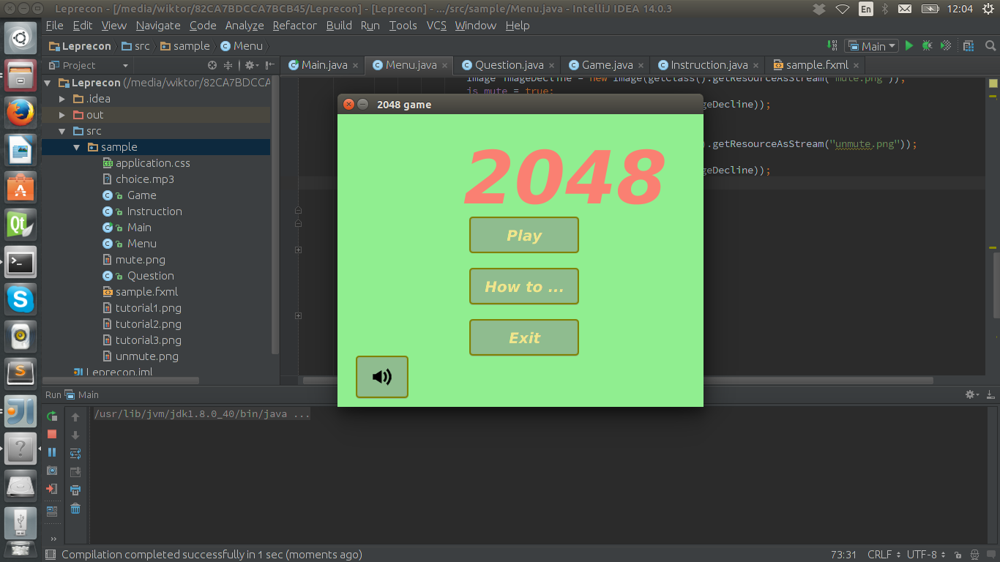 Leprecon - [/media/wiktor/82CA7BDCCA7BCB45/Leprecon] - [Leprecon] - .../src/sample/Menu.java - IntelliJ IDEA 14.0.3
En
12:04
File Edit View Navigate Code Analyze Refactor Build Run Tools VCS Window Help
Leprecon src sample Menu
Main
Project
Main.java Menu.java Question.java Game.java Instruction.java sample.fxml
Leprecon (/media/wiktor/82CA7BDCCA
.idea
out
src
sample
application.css
choice.mp3
Game
Instruction
Main
Menu
mute.png
Question
sample.fxml
tutorial1.png
tutorial2.png
tutorial3.png
unmute.png
Leprecon.iml
Image imageDecline = new Image(getClass().getResourceAsStream("mute.png"));
is_mute = true;
geDecline));
).getResourceAsStream("unmute.png"));
geDecline));
2048 game
2048
Play
How to ...
Exit
Run Main
/usr/lib/jvm/jdk1.8.0_40/bin/java ...
Compilation completed successfully in 1 sec (moments ago)
73:31 CRLF UTF-8